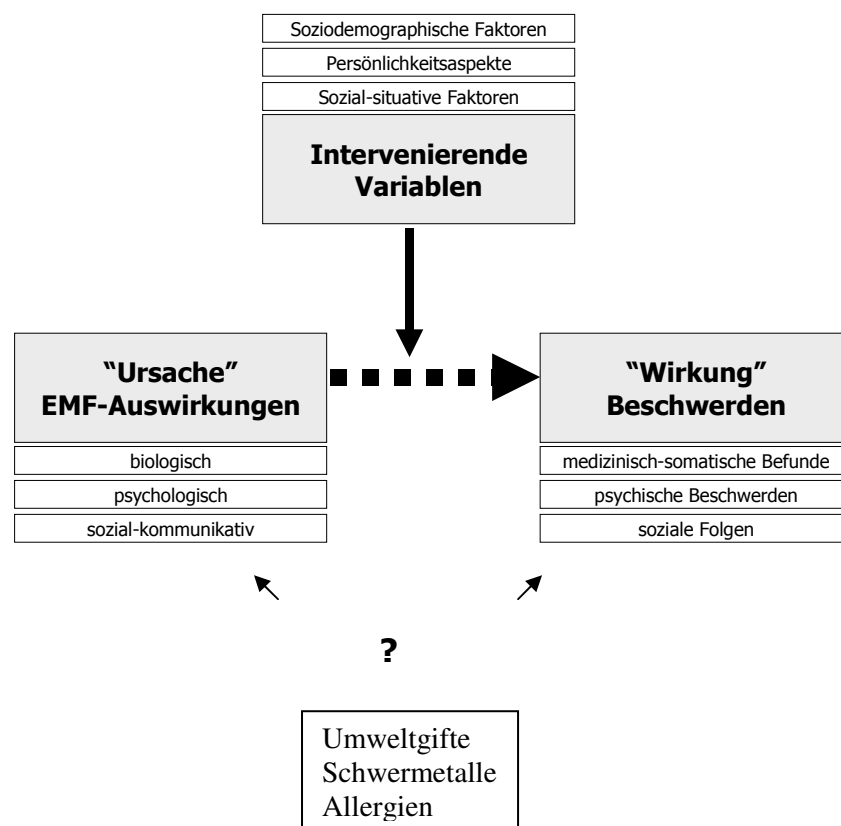 Soziodemographische Faktoren
Persönlichkeitsaspekte
Sozial-situative Faktoren
Intervenierende
Variablen
“Ursache”
EMF-Auswirkungen
biologisch
psychologisch
sozial-kommunikativ
“Wirkung”
Beschwerden
medizinisch-somatische Befunde
psychische Beschwerden
soziale Folgen
?
Umweltgifte
Schwermetalle
Allergien